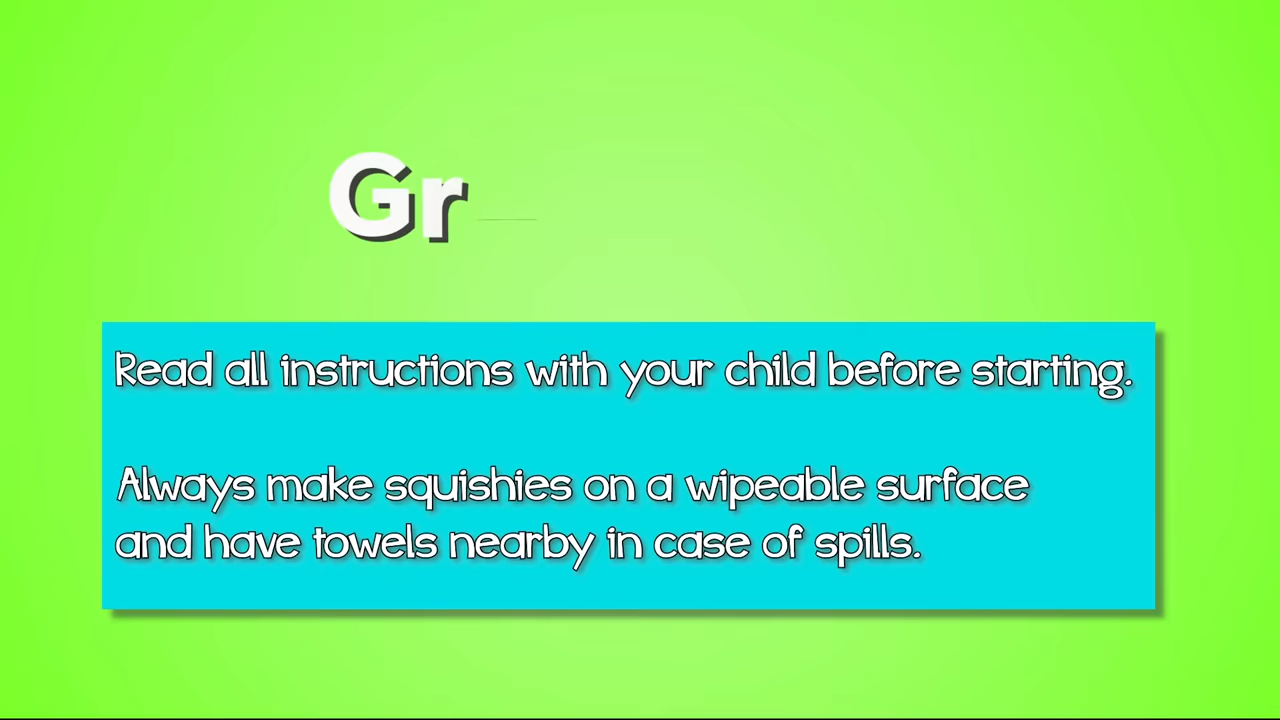 Gr
Read all instructions with your child before starting.
Always make squishies on a wipeable surface
and have towels nearby in case of spills.